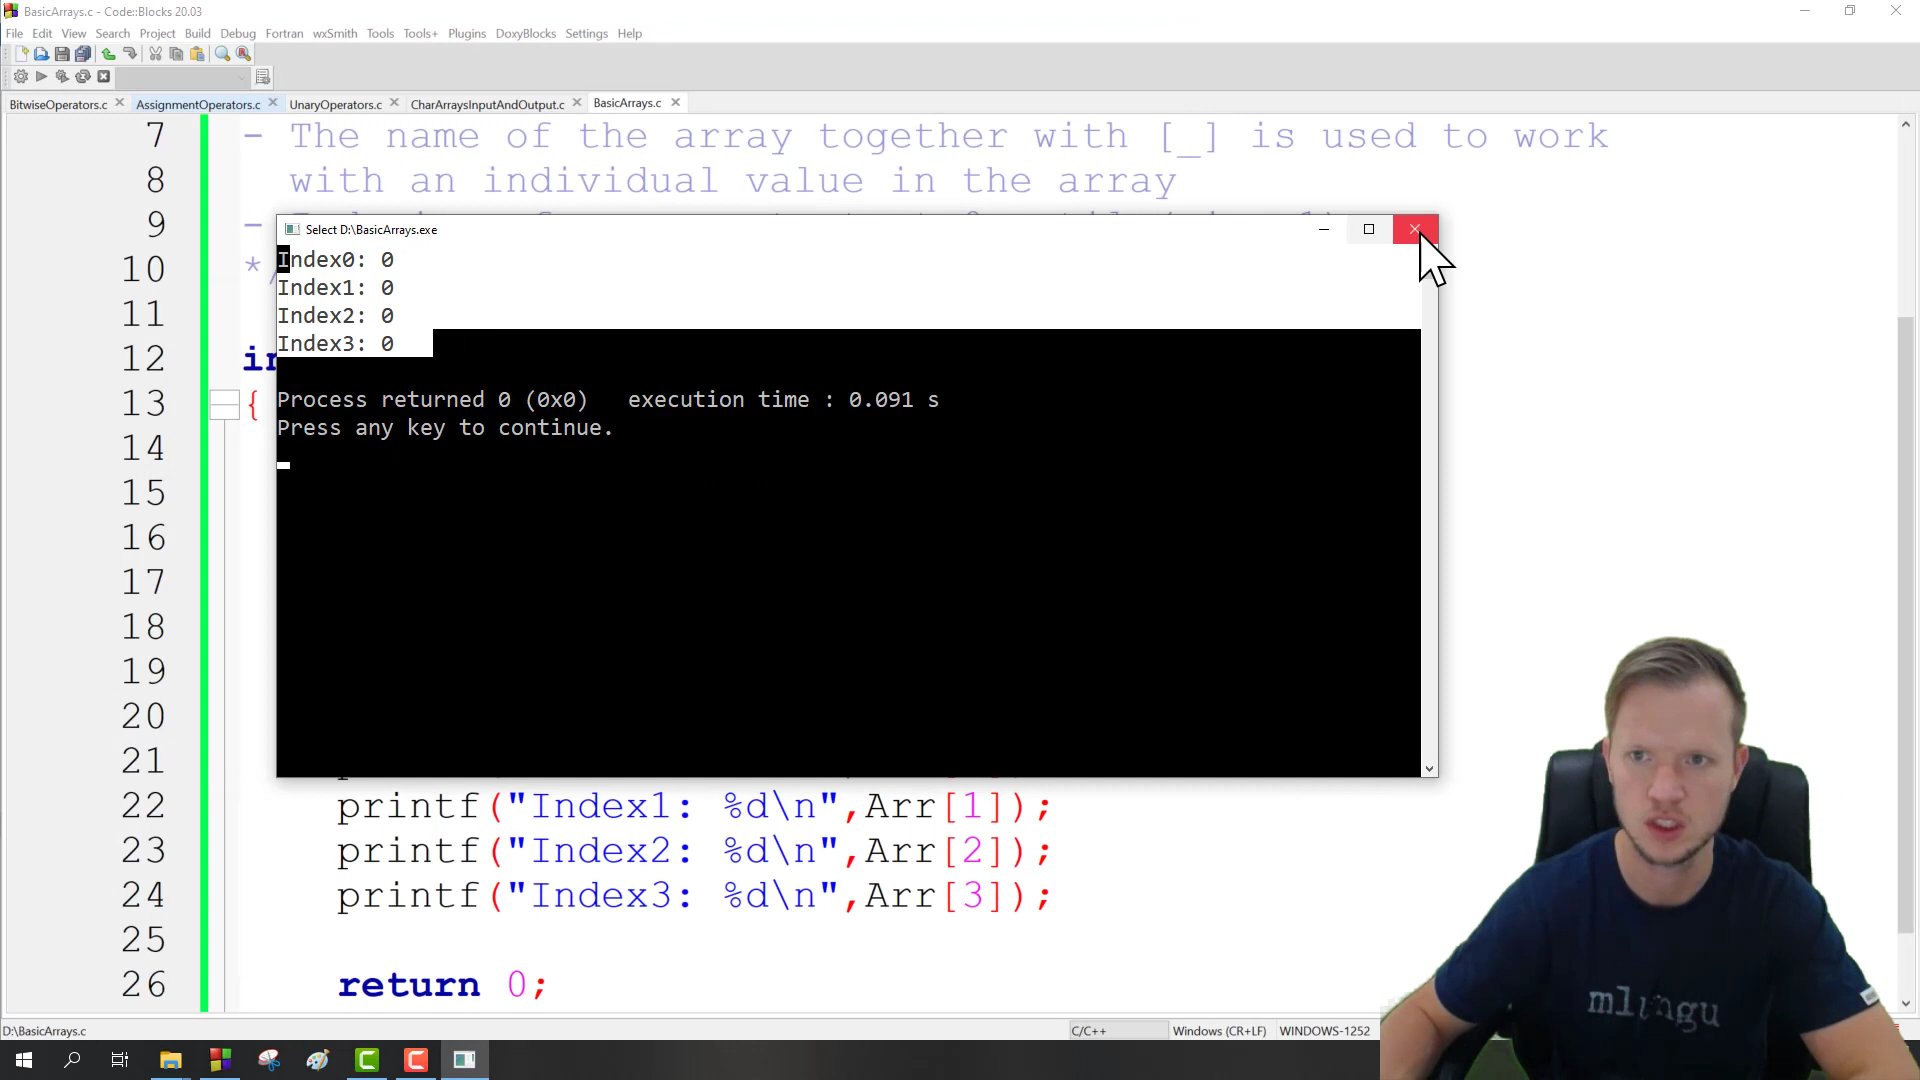 BasicArrays.c - Code::Blocks 20.03
File Edit View Search Project Build Debug Fortran wxSmith Tools Tools+ Plugins DoxyBlocks Settings Help
BitwiseOperators.c AssignmentOperators.c UnaryOperators.c CharArraysInputAndOutput.c BasicArrays.c
7 - The name of the array together with [_] is used to work
8 with an individual value in the array
9 -
10 */
11
12
13 {
14
15
16
17
18
19
20
21
22 printf("Index1: %d\n",Arr[1]);
23 printf("Index2: %d\n",Arr[2]);
24 printf("Index3: %d\n",Arr[3]);
25
26 return 0;
Select D:\BasicArrays.exe
Index0: 0
Index1: 0
Index2: 0
Index3: 0
Process returned 0 (0x0) execution time : 0.091 s
Press any key to continue.
D:\BasicArrays.c C/C++ Windows (CR+LF) WINDOWS-1252